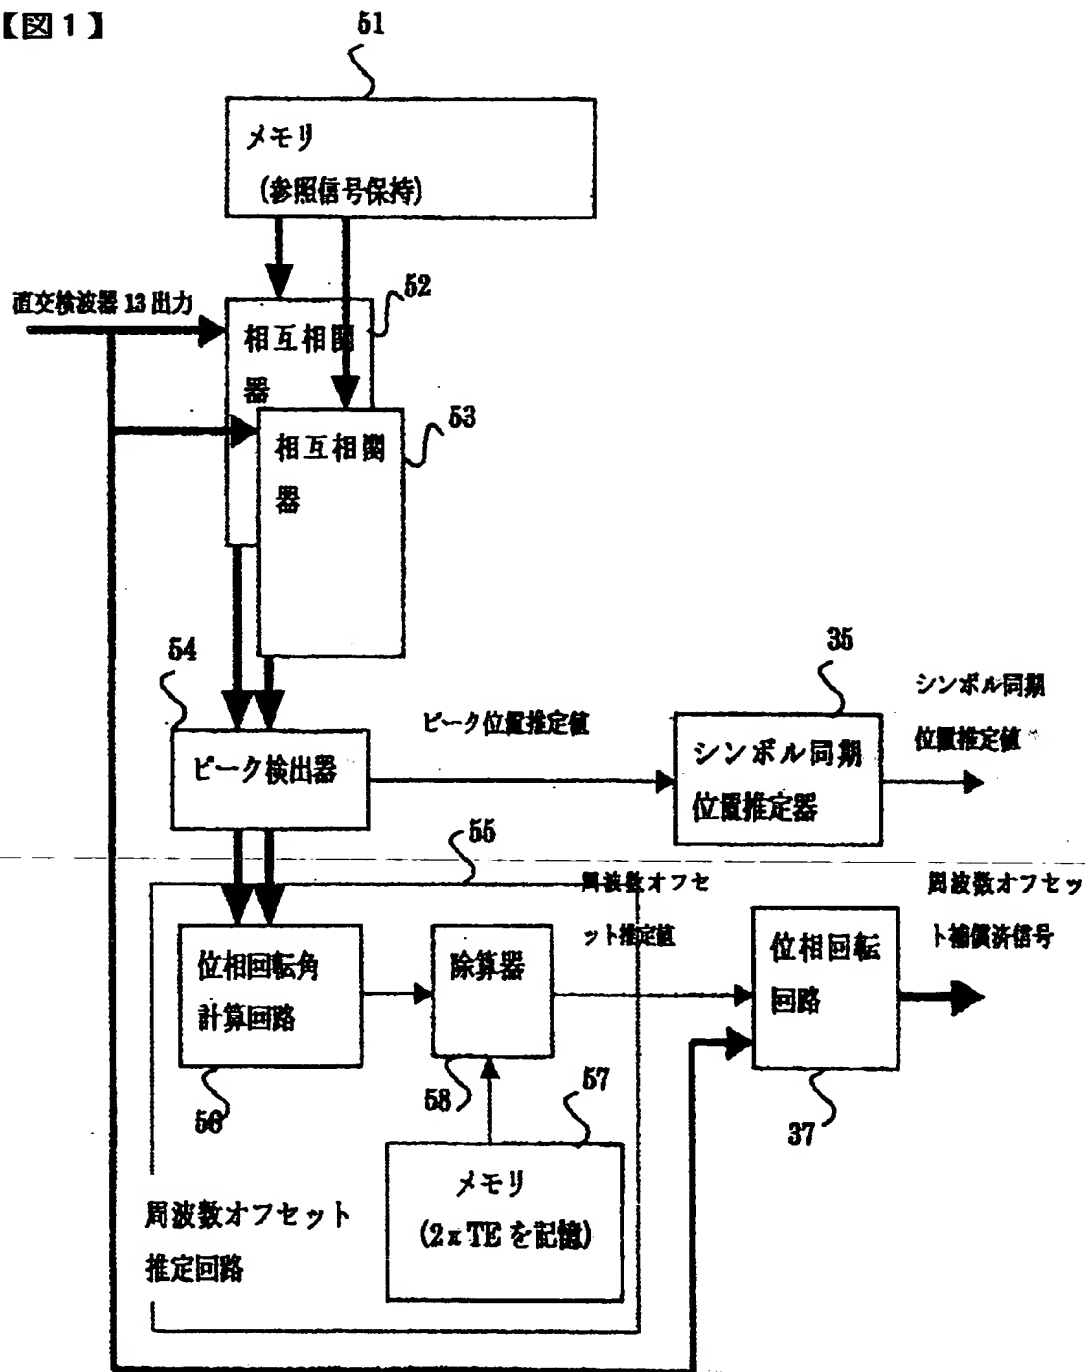 【図1】
51
メモリ
(参照信号保持)
直交検波器 13 出力
52
相互相関
器
53
相互相関
器
54
ピーク検出器
ピーク位置推定値
35
シンボル同期
位置推定器
シンボル同期
位置推定値
55
周波数オフセ
ット推定値
周波数オフセッ
ト補償済信号
位相回転角
計算回路
56
除算器
58
57
メモリ
(2 x TE を記憶)
位相回転
回路
37
周波数オフセット
推定回路